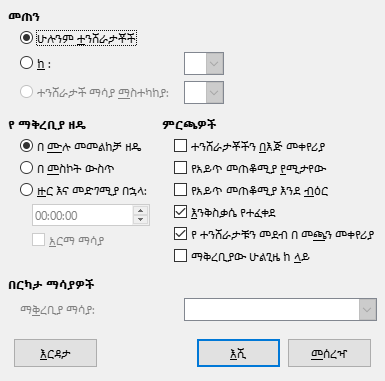 መጠን
ሁሉንም ተንሸራታቾች
ከ :
ተንሸራታች ማሳያ ማስተካከያ:
የ ማቅረቢያ ዘዴ
በ ሙሉ መመልከቻ ዘዴ
በ መስኮት ውስጥ
ዙር እና መድገሚያ በኋላ:
00:00:00
አርማ ማሳያ
ምርጫዎች
ተንሸራታቾችን በእጅ መቀየሪያ
የአይጥ መጠቆሚያ የሚታየው
የአይጥ መጠቆሚያ እንደ ብዕር
እንቅስቃሴ የተፈቀደ
የ ተንሸራታቹን መደብ በ መጫን መቀየሪያ
ማቅረቢያው ሁልጊዜ ከ ላይ
በርካታ ማሳያዎች
ማቅረቢያ ማሳያ:
እርዳታ
እሺ
መሰረዝ